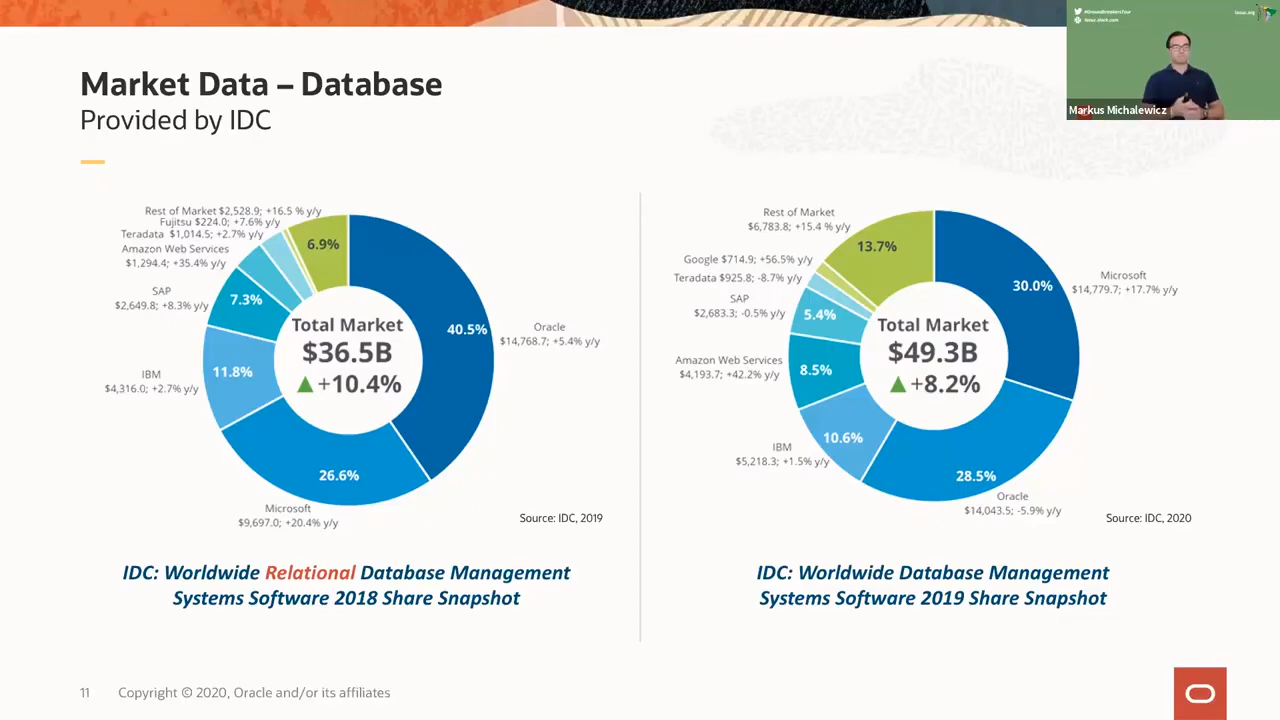 #GroundbreakersTour
laouc.slack.com
laouc.org
Markus Michalewicz
Market Data – Database
Provided by IDC
Rest of Market $2,528.9; +16.5 % y/y
Fujitsu $224.0; +7.6% y/y
Teradata $1,014.5; +2.7% y/y
Amazon Web Services
$1,294.4; +35.4% y/y
SAP
$2,649.8; +8.3% y/y
IBM
$4,316.0; +2.7% y/y
Microsoft
$9,697.0; +20.4% y/y
Oracle
$14,768.7; +5.4% y/y
6.9%
7.3%
11.8%
26.6%
40.5%
Total Market
$36.5B
▲+10.4%
Source: IDC, 2019
IDC: Worldwide Relational Database Management
Systems Software 2018 Share Snapshot
Rest of Market
$6,783.8; +15.4 % y/y
Google $714.9; +56.5% y/y
Teradata $925.8; -8.7% y/y
SAP
$2,683.3; -0.5% y/y
Amazon Web Services
$4,193.7; +42.2% y/y
IBM
$5,218.3; +1.5% y/y
Oracle
$14,043.5; -5.9% y/y
Microsoft
$14,779.7; +17.7% y/y
13.7%
5.4%
8.5%
10.6%
28.5%
30.0%
Total Market
$49.3B
▲+8.2%
Source: IDC, 2020
IDC: Worldwide Database Management
Systems Software 2019 Share Snapshot
11 Copyright © 2020, Oracle and/or its affiliates